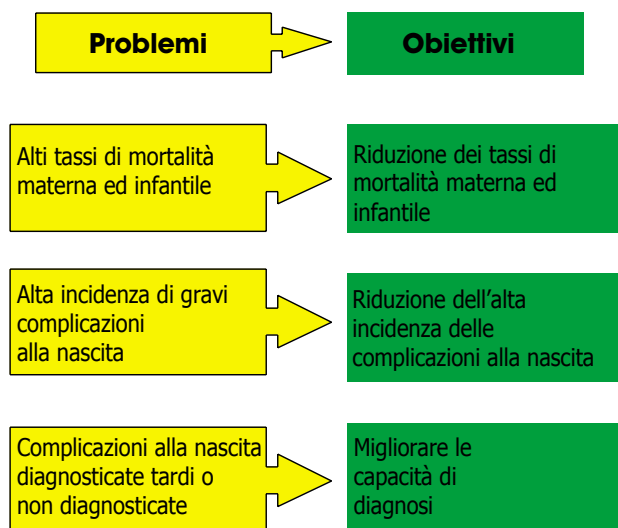 Problemi
Obiettivi
Alti tassi di mortalità
materna ed infantile
Riduzione dei tassi di
mortalità materna ed
infantile
Alta incidenza di gravi
complicazioni
alla nascita
Riduzione dell’alta
incidenza delle
complicazioni alla nascita
Complicazioni alla nascita
diagnosticate tardi o
non diagnosticate
Migliorare le
capacità di
diagnosi